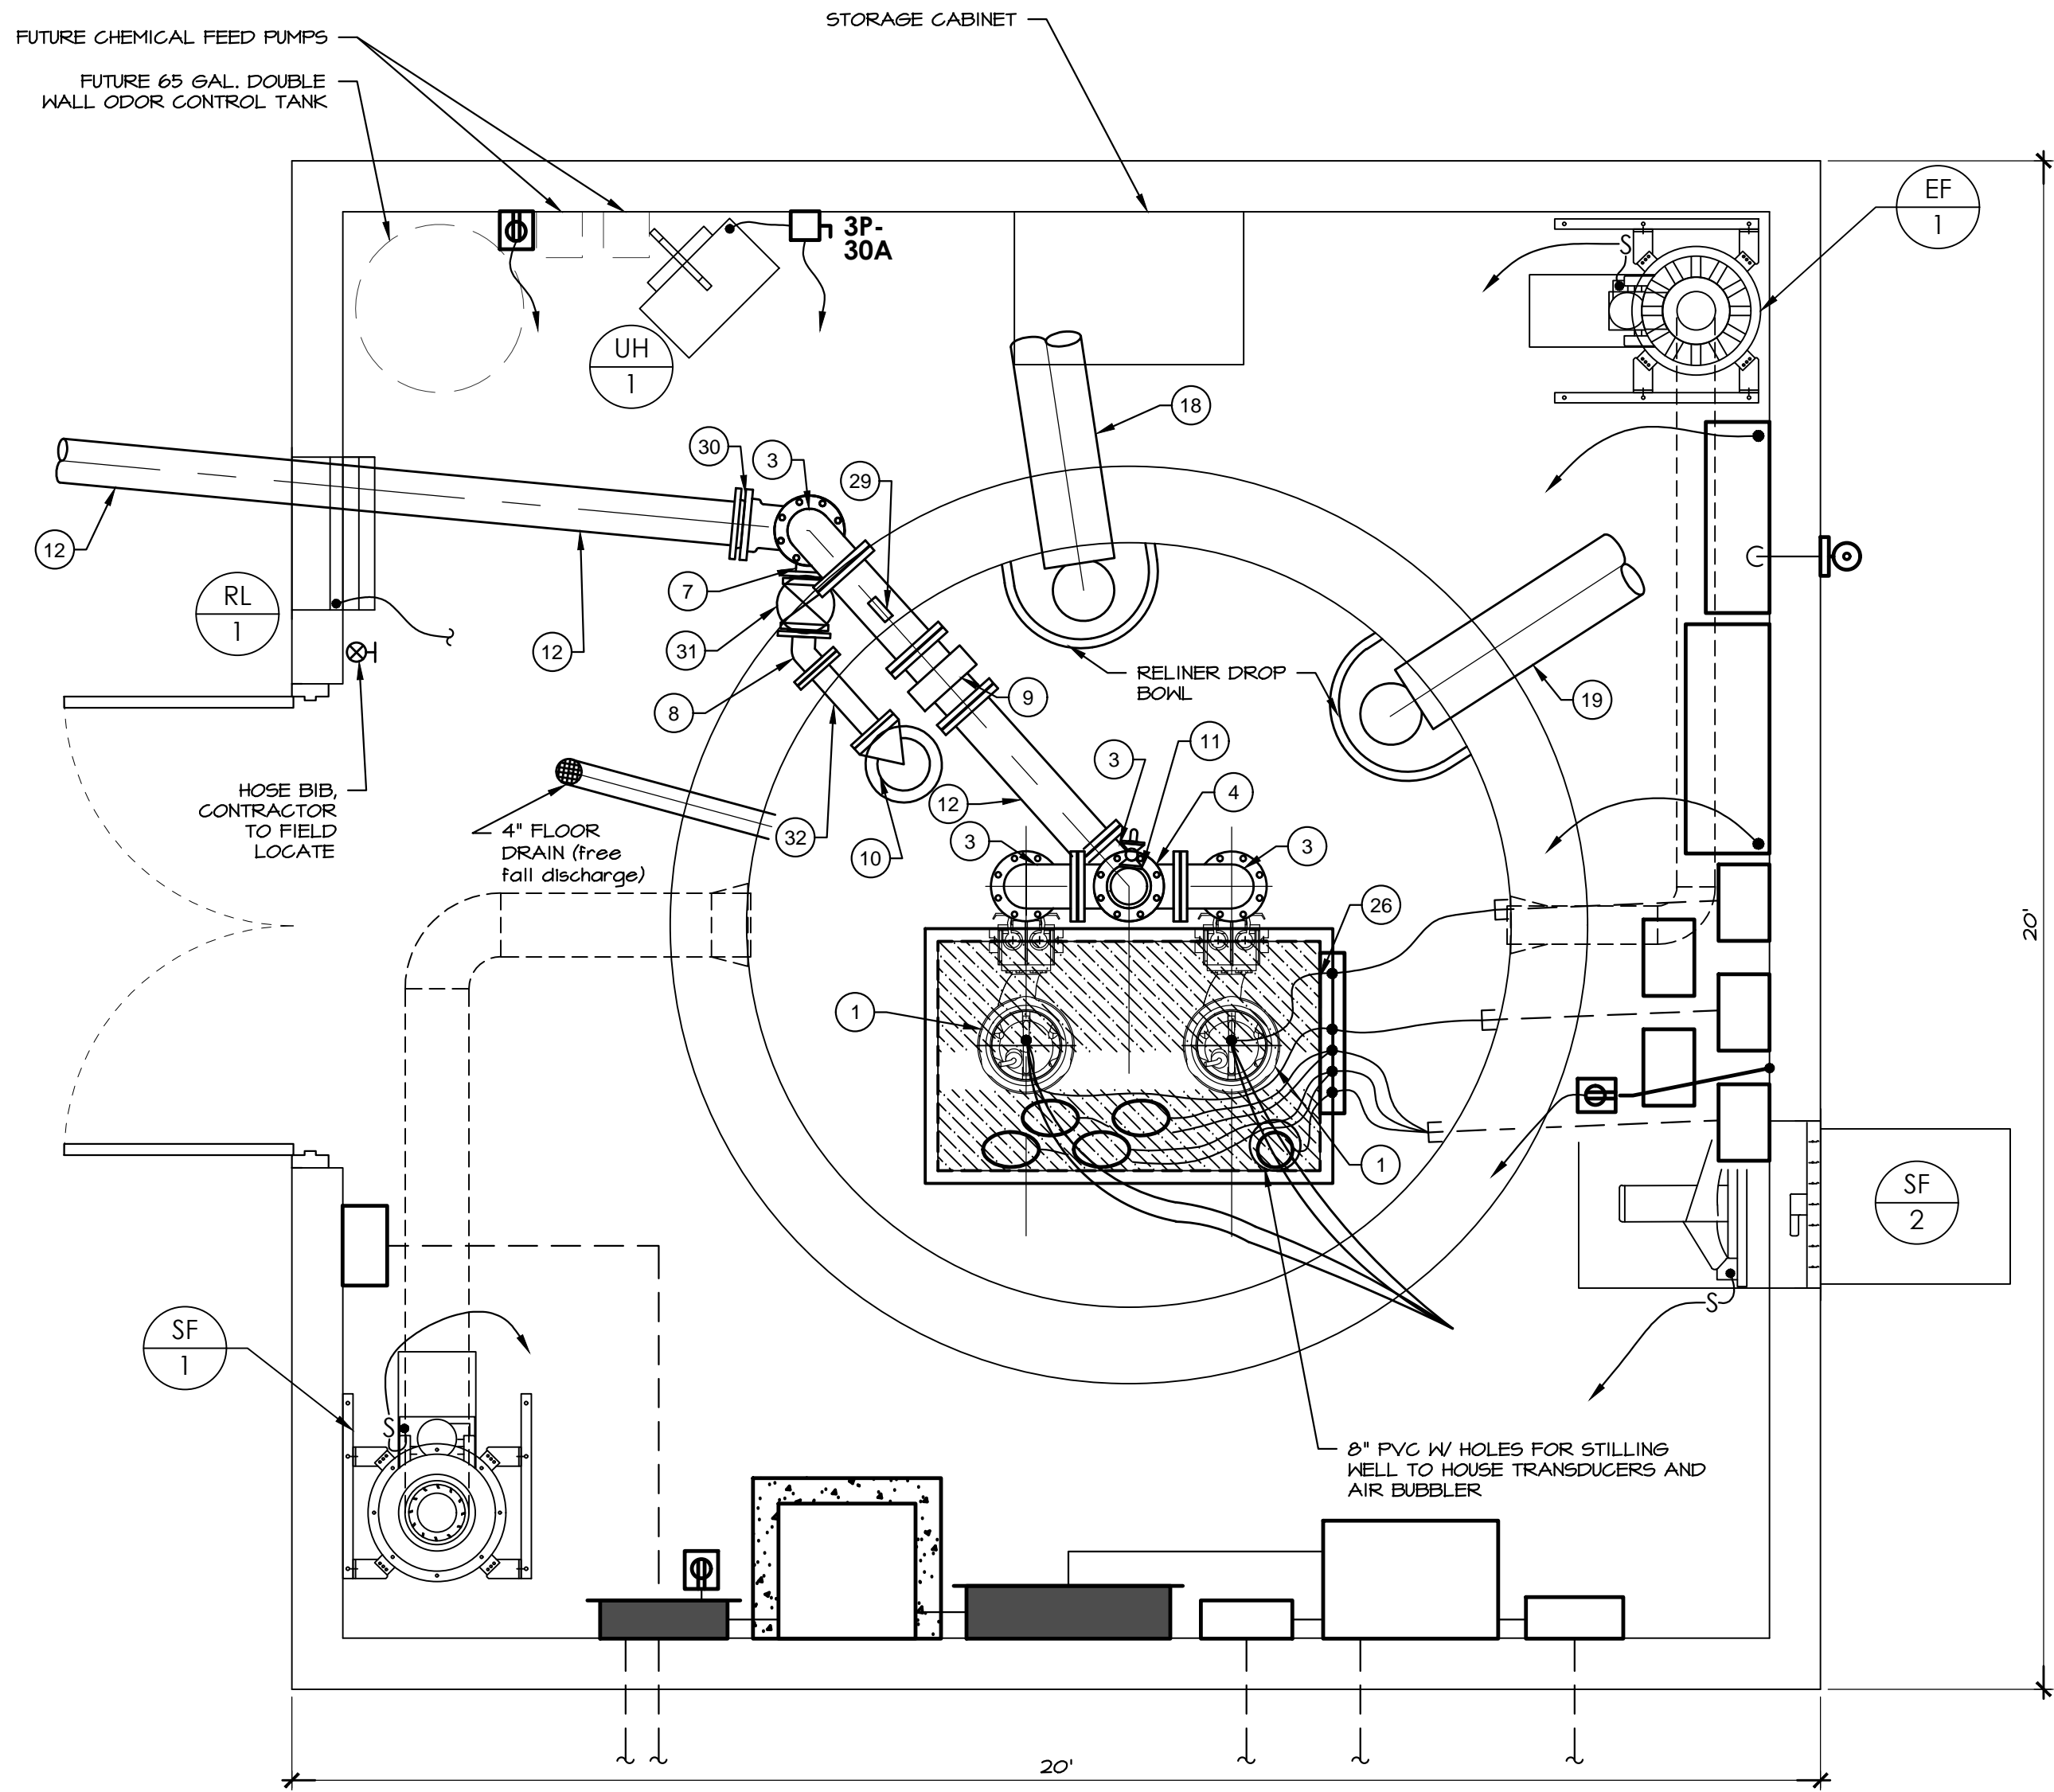 STORAGE CABINET
FUTURE CHEMICAL FEED PUMPS
FUTURE 65 GAL. DOUBLE
WALL ODOR CONTROL TANK
EF
1
3P-
30A
S
UH
1
18
30
3
29
12
RL
1
7
12
31
8
9
RELINER DROP
BOWL
19
3
11
4
12
3
3
HOSE BIB,
CONTRACTOR
TO FIELD
LOCATE
4" FLOOR
DRAIN (free
fall discharge)
32
10
26
20'
1
1
SF
2
S
SF
1
S
8" PVC W/ HOLES FOR STILLING
WELL TO HOUSE TRANSDUCERS AND
AIR BUBBLER
20'